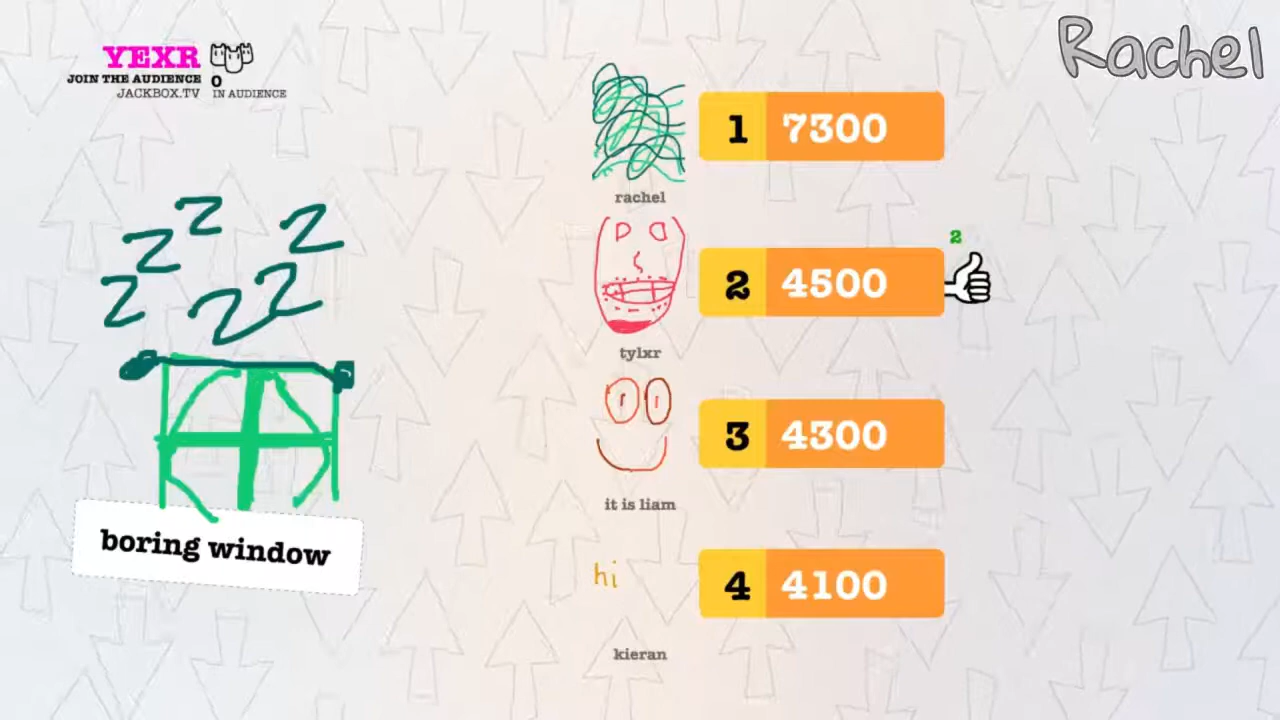 YEXR
JOIN THE AUDIENCE
JACKBOX.TV
0
IN AUDIENCE
Rachel
z z z z z z
boring window
1 7300
rachel
2 4500
2
tylxr
3 4300
it is liam
hi
4 4100
kieran